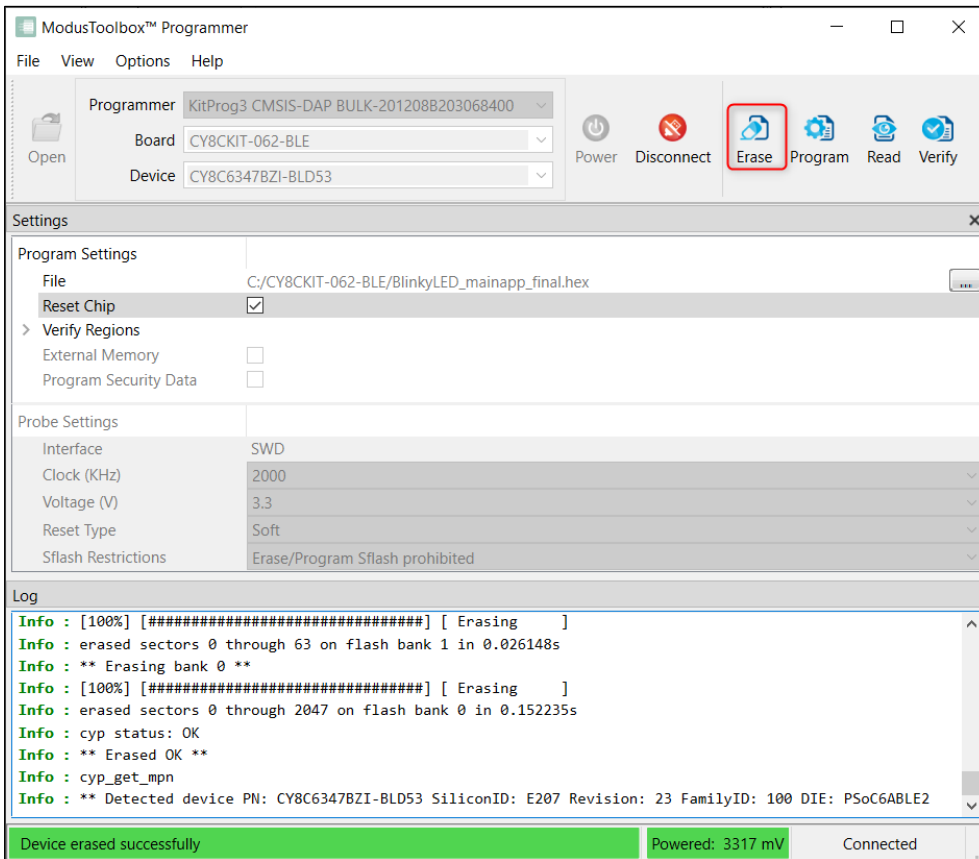 ModusToolbox™ Programmer
File View Options Help
Open
Programmer KitProg3 CMSIS-DAP BULK-201208B203068400
Board CY8CKIT-062-BLE
Device CY8C6347BZI-BLD53
Power Disconnect Erase Program Read Verify
Settings
Program Settings
File C:/CY8CKIT-062-BLE/BlinkyLED_mainapp_final.hex ...
Reset Chip
Verify Regions
External Memory
Program Security Data
Probe Settings
Interface SWD
Clock (KHz) 2000
Voltage (V) 3.3
Reset Type Soft
Sflash Restrictions Erase/Program Sflash prohibited
Log
Info : [100%] [################################] [ Erasing     ]
Info : erased sectors 0 through 63 on flash bank 1 in 0.026148s
Info : ** Erasing bank 0 **
Info : [100%] [################################] [ Erasing     ]
Info : erased sectors 0 through 2047 on flash bank 0 in 0.152235s
Info : cyp status: OK
Info : ** Erased OK **
Info : cyp_get_mpn
Info : ** Detected device PN: CY8C6347BZI-BLD53 SiliconID: E207 Revision: 23 FamilyID: 100 DIE: PSoC6ABLE2
Device erased successfully Powered: 3317 mV Connected